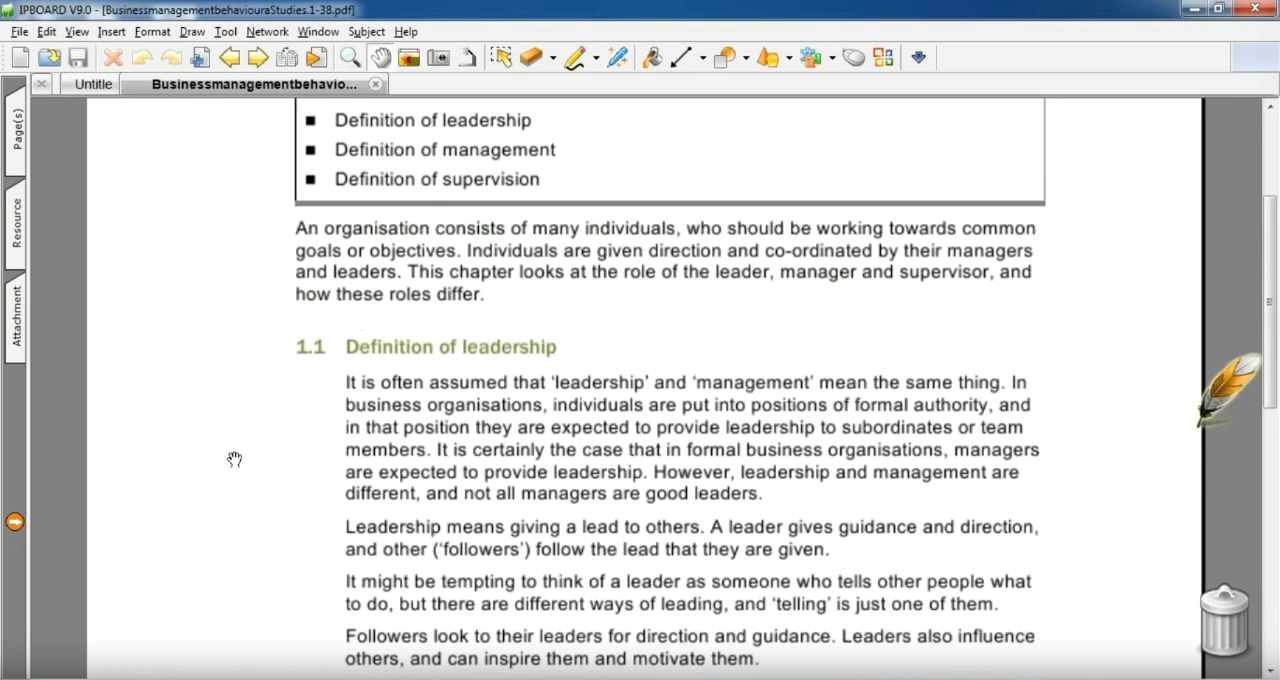 IPBOARD V9.0 - [BusinessmanagementbehaviouraStudies.1-38.pdf]
File Edit View Insert Format Draw Tool Network Window Subject Help
Untitle Businessmanagementbehavio...
Page(s)
Resource
Attachment
■ Definition of leadership
■ Definition of management
■ Definition of supervision
An organisation consists of many individuals, who should be working towards common
goals or objectives. Individuals are given direction and co-ordinated by their managers
and leaders. This chapter looks at the role of the leader, manager and supervisor, and
how these roles differ.
1.1 Definition of leadership
It is often assumed that ‘leadership’ and ‘management’ mean the same thing. In
business organisations, individuals are put into positions of formal authority, and
in that position they are expected to provide leadership to subordinates or team
members. It is certainly the case that in formal business organisations, managers
are expected to provide leadership. However, leadership and management are
different, and not all managers are good leaders.
Leadership means giving a lead to others. A leader gives guidance and direction,
and other (‘followers’) follow the lead that they are given.
It might be tempting to think of a leader as someone who tells other people what
to do, but there are different ways of leading, and ‘telling’ is just one of them.
Followers look to their leaders for direction and guidance. Leaders also influence
others, and can inspire them and motivate them.